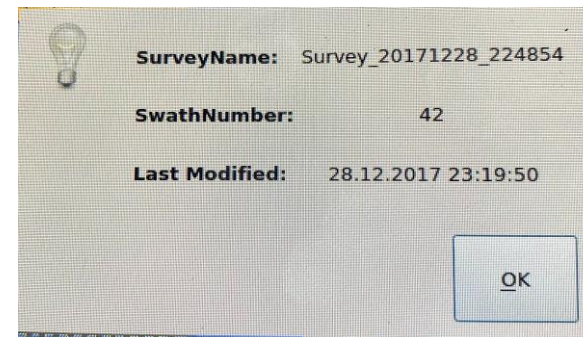 SurveyName: Survey_20171228_224854
SwathNumber: 42
Last Modified: 28.12.2017 23:19:50
OK